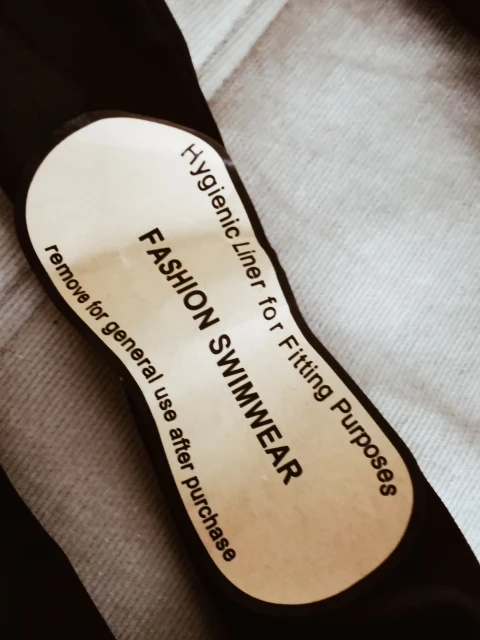 Hygienic Liner for Fitting Purposes
FASHION SWIMWEAR
remove for general use after purchase